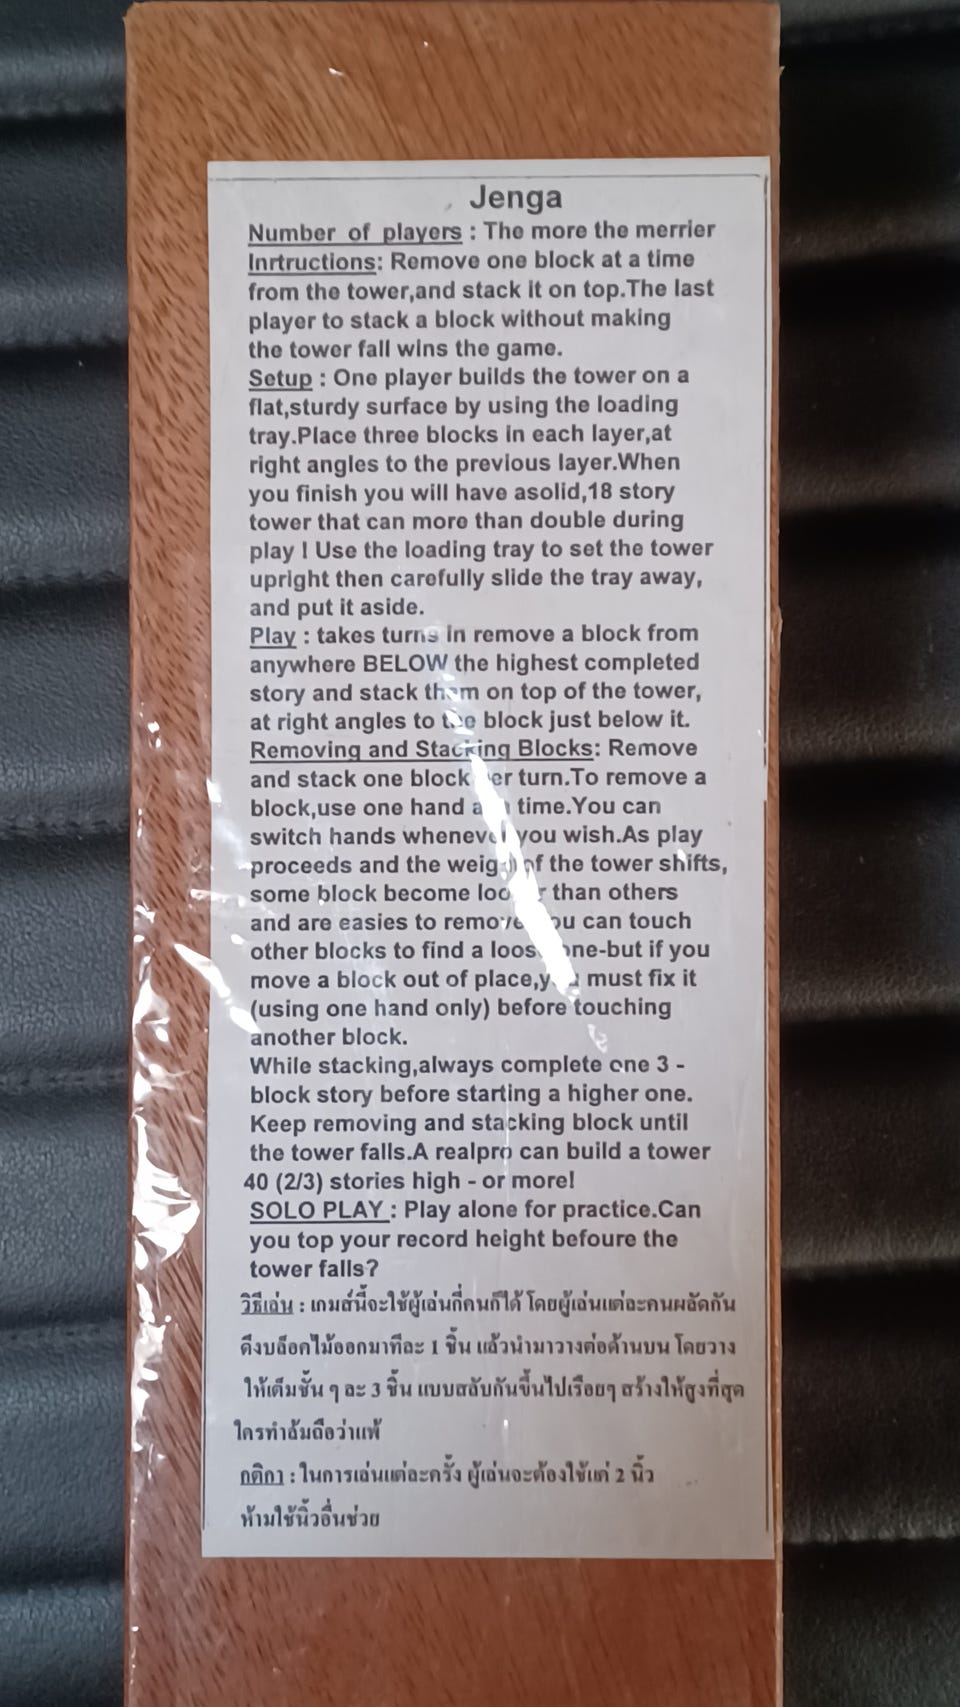 Jenga
Number of players : The more the merrier
Inrtructions: Remove one block at a time
from the tower,and stack it on top.The last
player to stack a block without making
the tower fall wins the game.
Setup : One player builds the tower on a
flat,sturdy surface by using the loading
tray.Place three blocks in each layer,at
right angles to the previous layer.When
you finish you will have asolid,18 story
tower that can more than double during
play ! Use the loading tray to set the tower
upright then carefully slide the tray away,
and put it aside.
Play : takes turns in remove a block from
anywhere BELOW the highest completed
story and stack them on top of the tower,
at right angles to the block just below it.
Removing and Stacking Blocks: Remove
and stack one block per turn.To remove a
block,use one hand at a time.You can
switch hands whenever you wish.As play
proceeds and the weight of the tower shifts,
some block become looser than others
and are easies to remove. You can touch
other blocks to find a loose one-but if you
move a block out of place,you must fix it
(using one hand only) before touching
another block.
While stacking,always complete one 3 -
block story before starting a higher one.
Keep removing and stacking block until
the tower falls.A realpro can build a tower
40 (2/3) stories high - or more!
SOLO PLAY : Play alone for practice.Can
you top your record height befoure the
tower falls?
วิธีเล่น : เกมส์นี้จะใช้ผู้เล่นกี่คนก็ได้ โดยผู้เล่นแต่ละคนผลัดกัน
ดึงบล็อคไม้ออกมาทีละ 1 ชิ้น แล้วนำมาวางต่อด้านบน โดยวาง
ให้เต็มชั้น ๆ ละ 3 ชิ้น แบบสลับกันขึ้นไปเรื่อยๆ สร้างให้สูงที่สุด
ใครทำล้มถือว่าแพ้
กติกา : ในการเล่นแต่ละครั้ง ผู้เล่นจะต้องใช้แค่ 2 นิ้ว
ห้ามใช้นิ้วอื่นช่วย